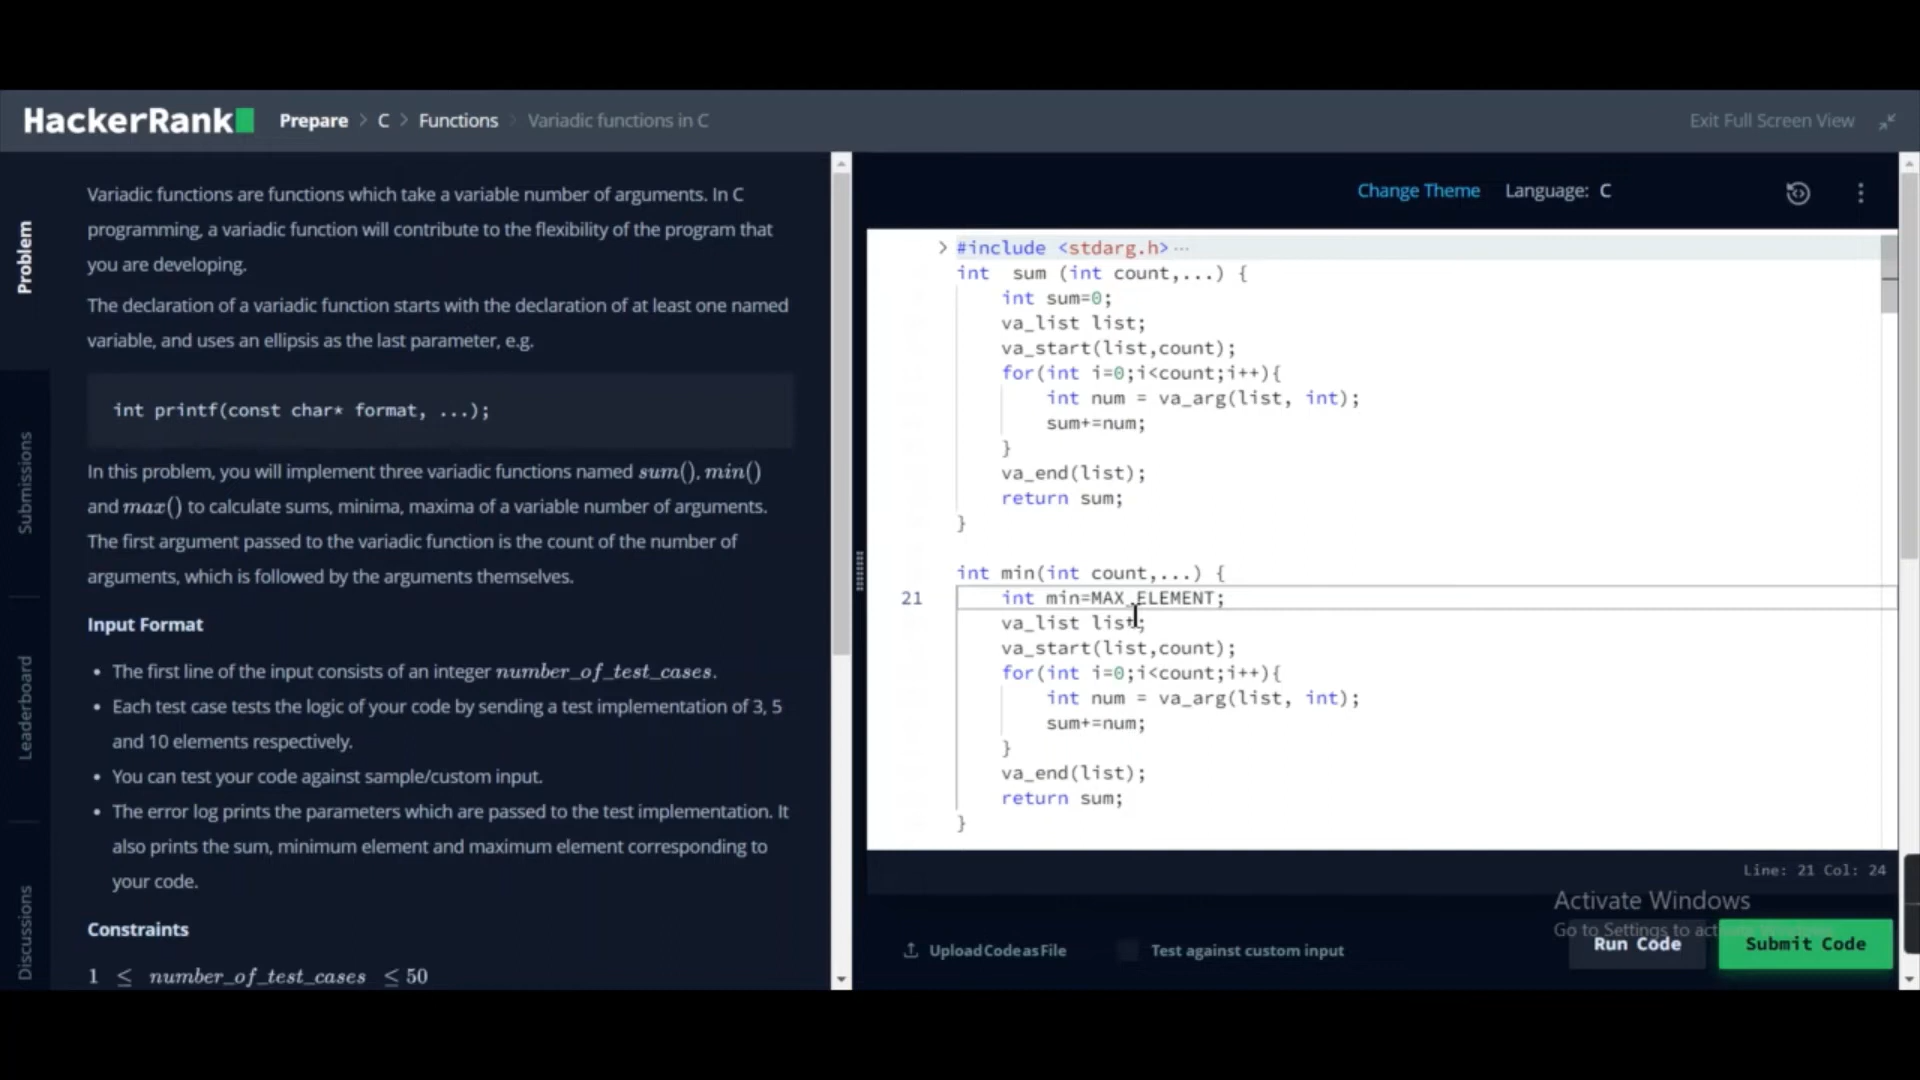 HackerRank Prepare > C > Functions > Variadic functions in C Exit Full Screen View
Problem
Submissions
Leaderboard
Discussions
Variadic functions are functions which take a variable number of arguments. In C
programming, a variadic function will contribute to the flexibility of the program that
you are developing.
The declaration of a variadic function starts with the declaration of at least one named
variable, and uses an ellipsis as the last parameter, e.g.
int printf(const char* format, ...);
In this problem, you will implement three variadic functions named sum(), min()
and max() to calculate sums, minima, maxima of a variable number of arguments.
The first argument passed to the variadic function is the count of the number of
arguments, which is followed by the arguments themselves.
Input Format
• The first line of the input consists of an integer number_of_test_cases.
• Each test case tests the logic of your code by sending a test implementation of 3, 5
and 10 elements respectively.
• You can test your code against sample/custom input.
• The error log prints the parameters which are passed to the test implementation. It
also prints the sum, minimum element and maximum element corresponding to
your code.
Constraints
1 ≤ number_of_test_cases ≤ 50
Change Theme Language: C
#include <stdarg.h> ...
int  sum (int count,...) {
    int sum=0;
    va_list list;
    va_start(list,count);
    for(int i=0;i<count;i++){
        int num = va_arg(list, int);
        sum+=num;
    }
    va_end(list);
    return sum;
}
int min(int count,...) {
21     int min=MAX_ELEMENT;
    va_list list;
    va_start(list,count);
    for(int i=0;i<count;i++){
        int num = va_arg(list, int);
        sum+=num;
    }
    va_end(list);
    return sum;
}
Line: 21 Col: 24
Activate Windows
Go to Settings to
Upload Code as File Test against custom input Run Code Submit Code